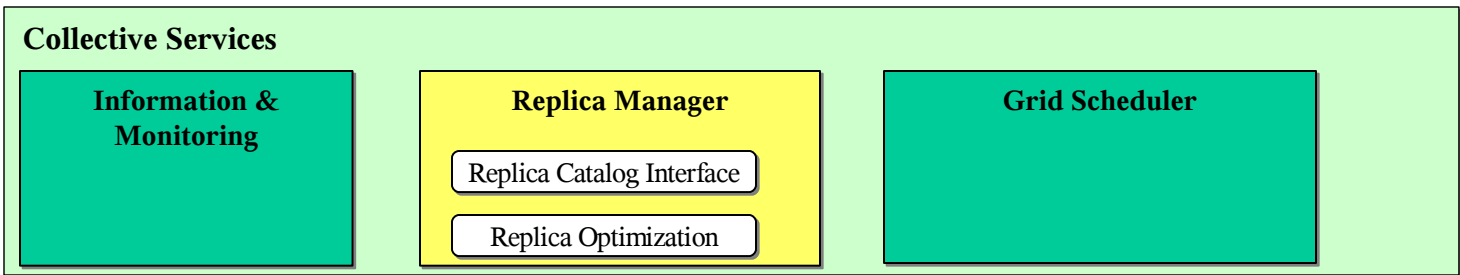 Collective Services
Information &
Monitoring
Replica Manager
Replica Catalog Interface
Replica Optimization
Grid Scheduler